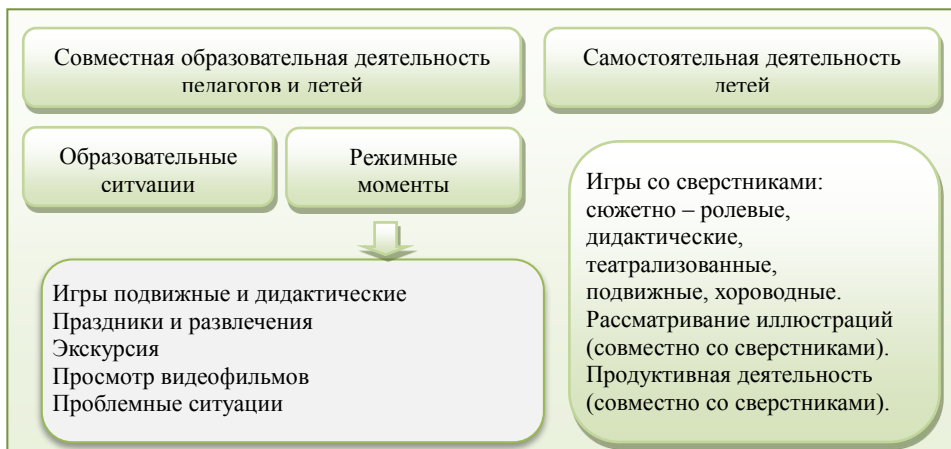 Совместная образовательная деятельность
педагогов и детей
Самостоятельная деятельность
детей
Образовательные
ситуации
Режимные
моменты
Игры подвижные и дидактические
Праздники и развлечения
Экскурсия
Просмотр видеофильмов
Проблемные ситуации
Игры со сверстниками:
сюжетно – ролевые,
дидактические,
театрализованные,
подвижные, хороводные.
Рассматривание иллюстраций
(совместно со сверстниками).
Продуктивная деятельность
(совместно со сверстниками).